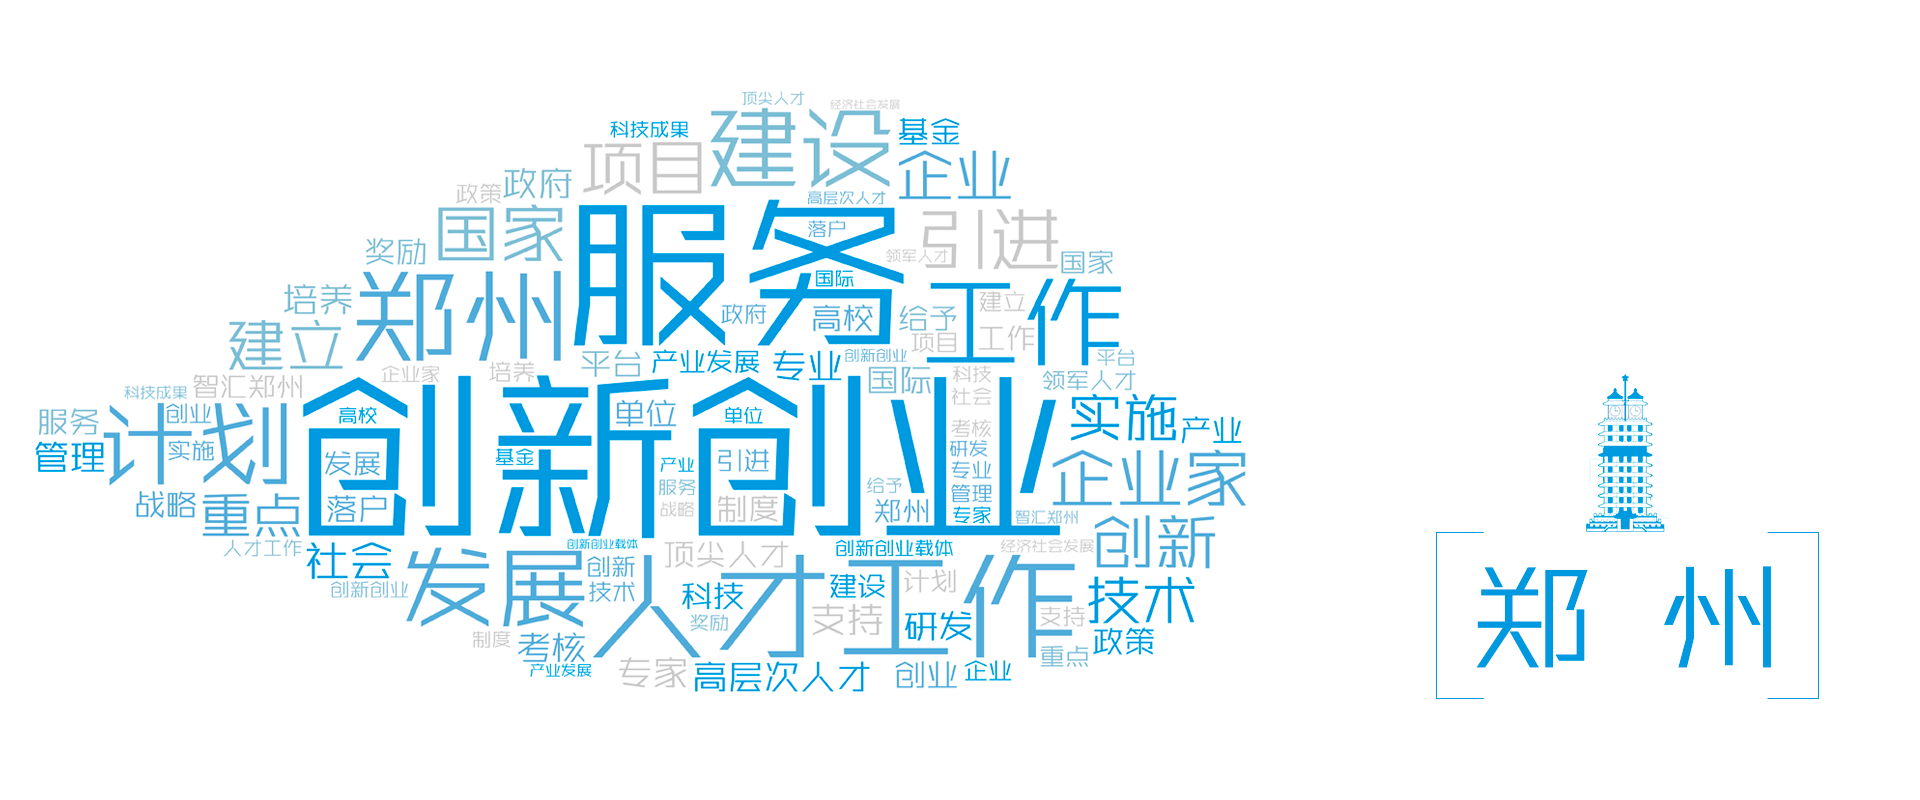 顶尖人才
经济社会发展
科技成果
建设
基金
项目
企业
政策
政府
高层次人才
国家
服务
落户
引进
奖励
领军人才
国家
郑州
国际
工作
培养
建立
政府
高校
给予
建立
项目
工作
平台
产业发展
专业
创新创业
平台
企业家
培养
国际
科技
领军人才
科技成果
智汇郑州
创新创业
社会
服务
计划
创业
高校
单位
单位
实施
产业
考核
管理
实施
发展
基金
产业
引进
研发
专业
企业家
战略
重点
落户
服务
战略
制度
给予
郑州
管理
专家
智汇郑州
创新
人才工作
社会
创新创业载体
顶尖人才
创新创业载体
经济社会发展
创新创业
发展
创新
技术
人才工作
科技
建设
计划
技术
奖励
支持
研发
支持
制度
考核
政策
重点
产业发展
专家
高层次人才
创业
企业
郑州